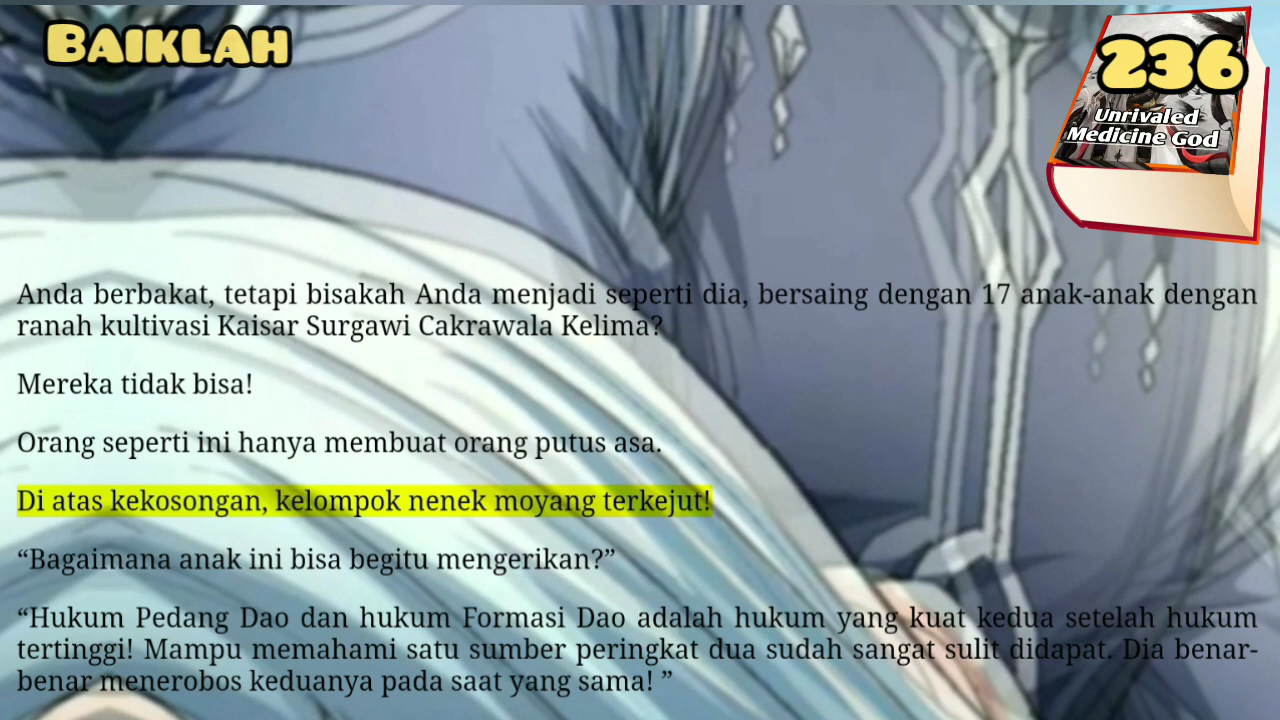 Baiklah
236
Unrivaled
Medicine God
Anda berbakat, tetapi bisakah Anda menjadi seperti dia, bersaing dengan 17 anak-anak dengan
ranah kultivasi Kaisar Surgawi Cakrawala Kelima?
Mereka tidak bisa!
Orang seperti ini hanya membuat orang putus asa.
Di atas kekosongan, kelompok nenek moyang terkejut!
“Bagaimana anak ini bisa begitu mengerikan?”
“Hukum Pedang Dao dan hukum Formasi Dao adalah hukum yang kuat kedua setelah hukum
tertinggi! Mampu memahami satu sumber peringkat dua sudah sangat sulit didapat. Dia benar-
benar menerobos keduanya pada saat yang sama! ”